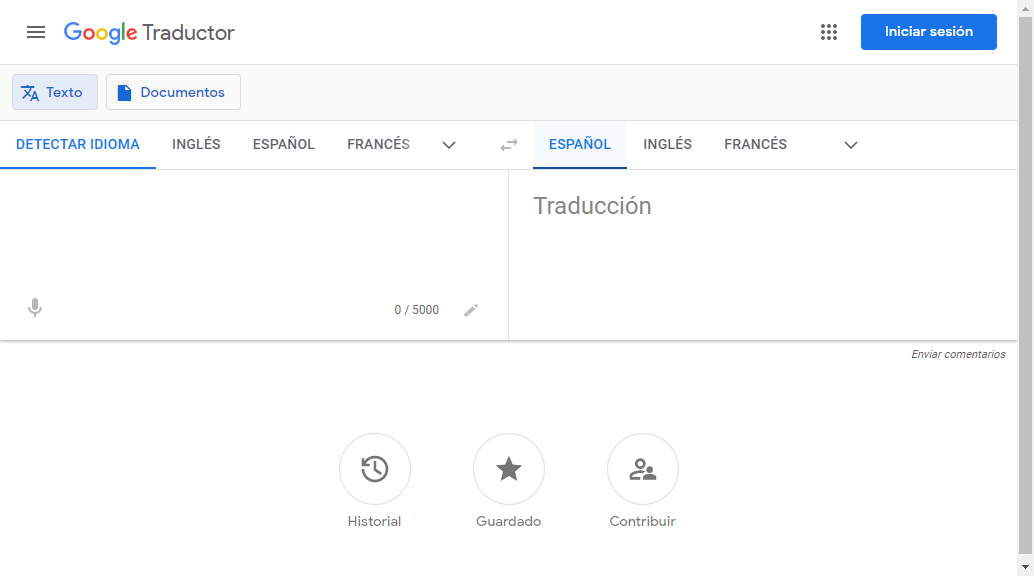 Google Traductor
Iniciar sesión
Texto
Documentos
DETECTAR IDIOMA INGLÉS ESPAÑOL FRANCÉS ESPAÑOL INGLÉS FRANCÉS
Traducción
0 / 5000
Enviar comentarios
Historial
Guardado
Contribuir